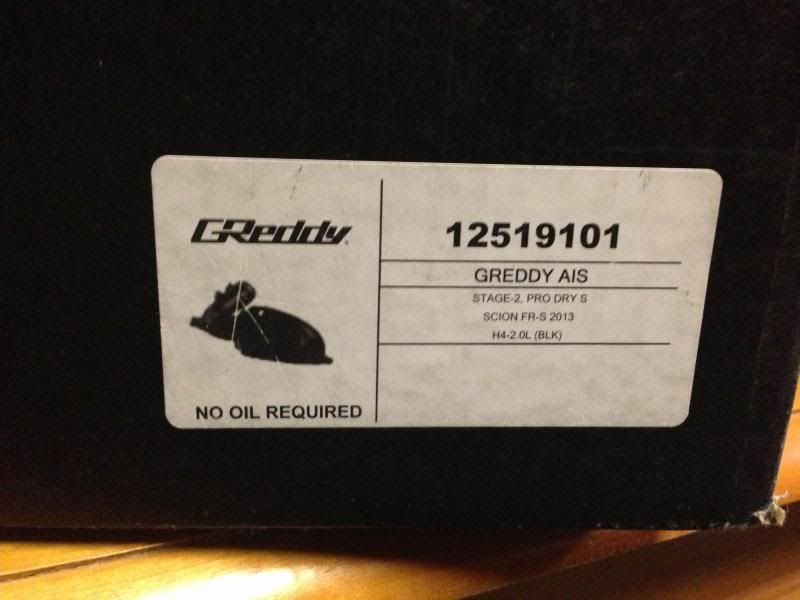 GReddy
NO OIL REQUIRED
12519101
GREDDY AIS
STAGE-2, PRO DRY S
SCION FR-S 2013
H4-2.0L (BLK)